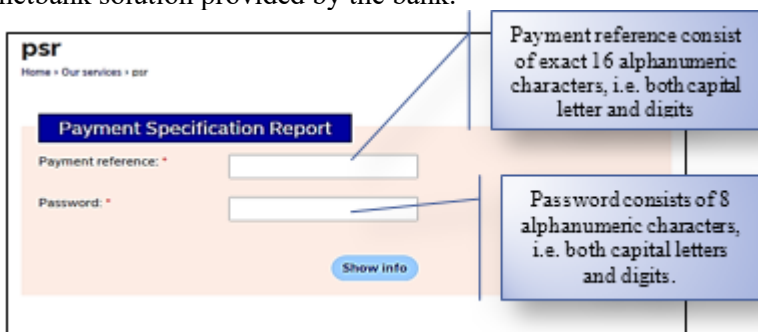 netbank solution provided by the bank.
psr
Home › Our services › psr
Payment Specification Report
Payment reference: *
Password: *
Show info
Payment reference consist
of exact 16 alphanumeric
characters, i.e. both capital
letter and digits
Password consists of 8
alphanumeric characters,
i.e. both capital letters
and digits.